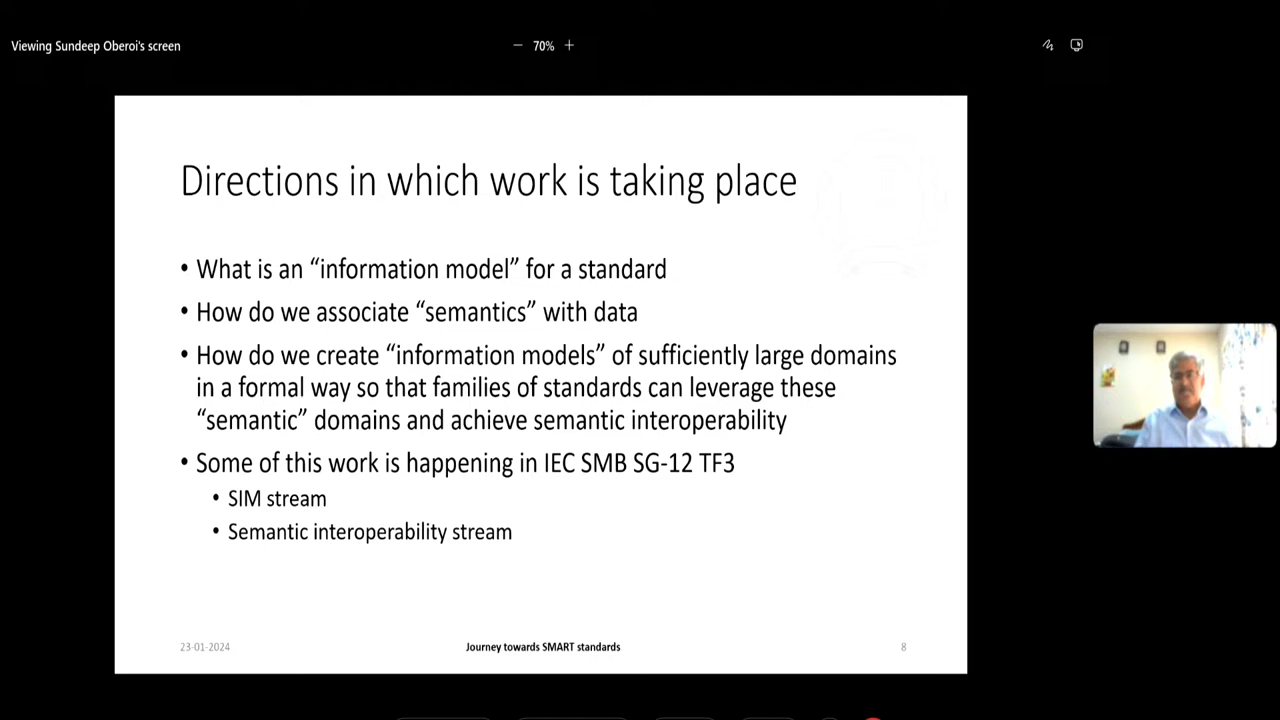 Viewing Sundeep Oberoi's screen
70%
Directions in which work is taking place
• What is an “information model” for a standard
• How do we associate “semantics” with data
• How do we create “information models” of sufficiently large domains
in a formal way so that families of standards can leverage these
“semantic” domains and achieve semantic interoperability
• Some of this work is happening in IEC SMB SG-12 TF3
• SIM stream
• Semantic interoperability stream
23-01-2024
Journey towards SMART standards
8